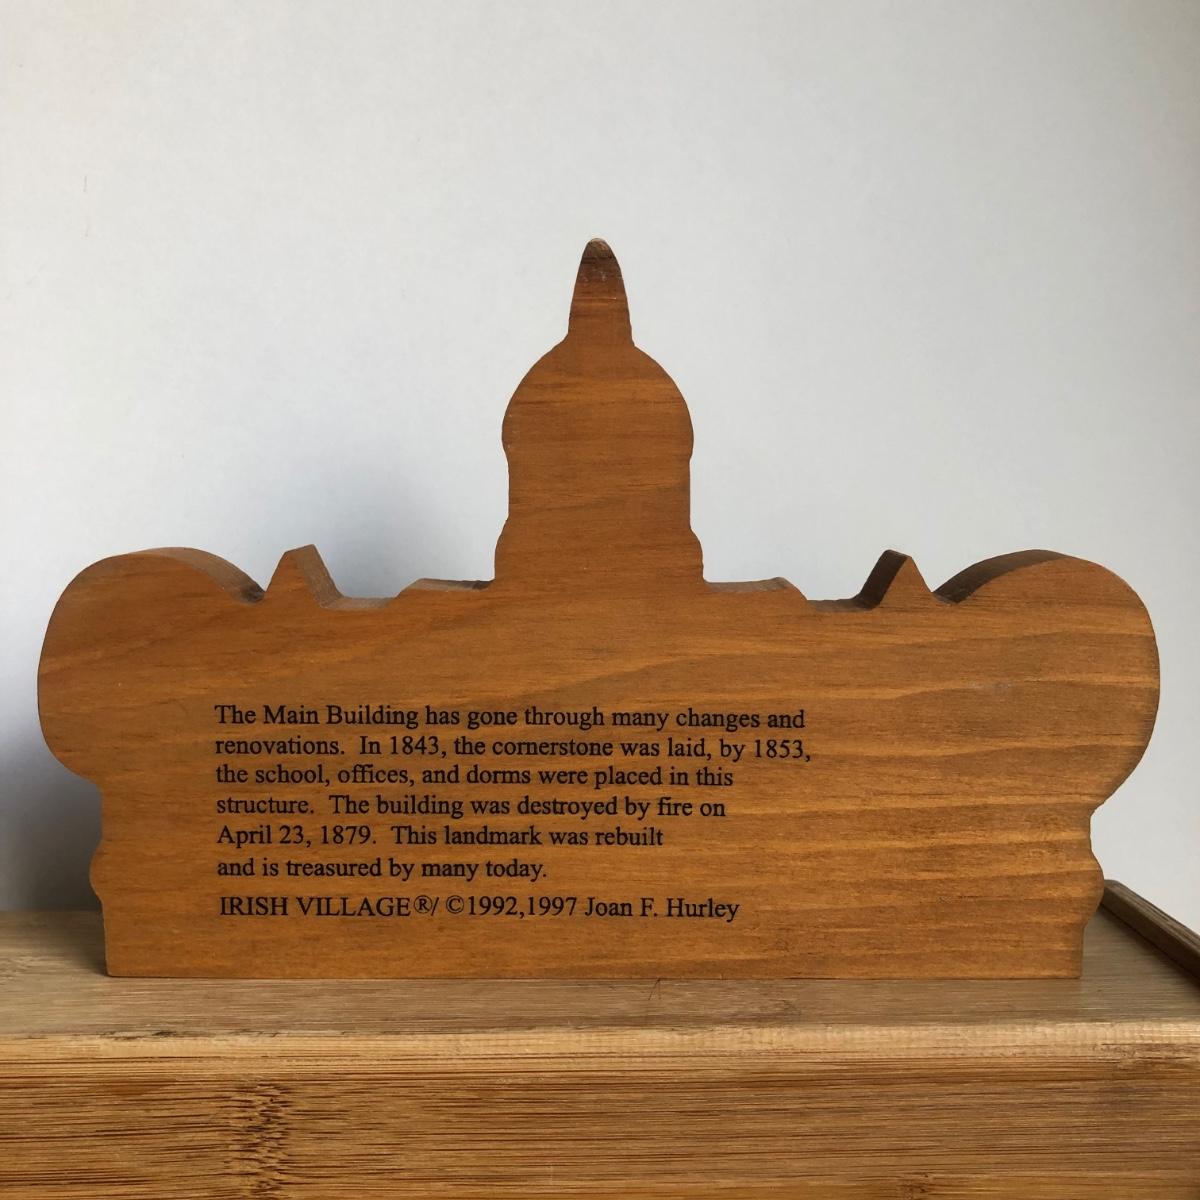 The Main Building has gone through many changes and
renovations. In 1843, the cornerstone was laid, by 1853,
the school, offices, and dorms were placed in this
structure. The building was destroyed by fire on
April 23, 1879. This landmark was rebuilt
and is treasured by many today.
IRISH VILLAGE®/ ©1992,1997 Joan F. Hurley